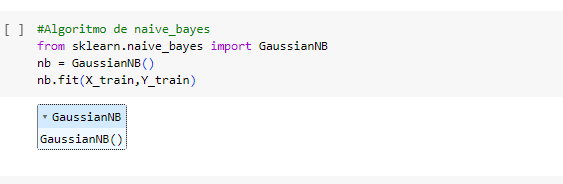 [ ] #Algoritmo de naive_bayes
from sklearn.naive_bayes import GaussianNB
nb = GaussianNB()
nb.fit(X_train,Y_train)
▾ GaussianNB
GaussianNB()